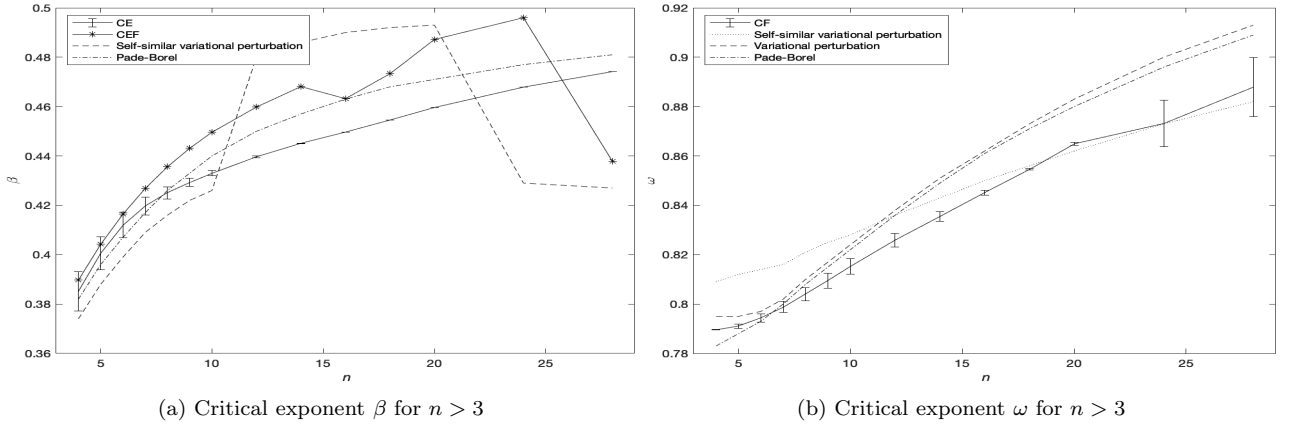 0.5
0.48
0.46
0.44
0.42
0.4
0.38
0.36
β
CE
CEF
Self-similar variational perturbation
Pade-Borel
5
10
15
20
25
n
(a) Critical exponent β for n > 3
0.92
0.9
0.88
0.86
0.84
0.82
0.8
0.78
ω
CF
Self-similar variational perturbation
Variational perturbation
Pade-Borel
5
10
15
20
25
n
(b) Critical exponent ω for n > 3